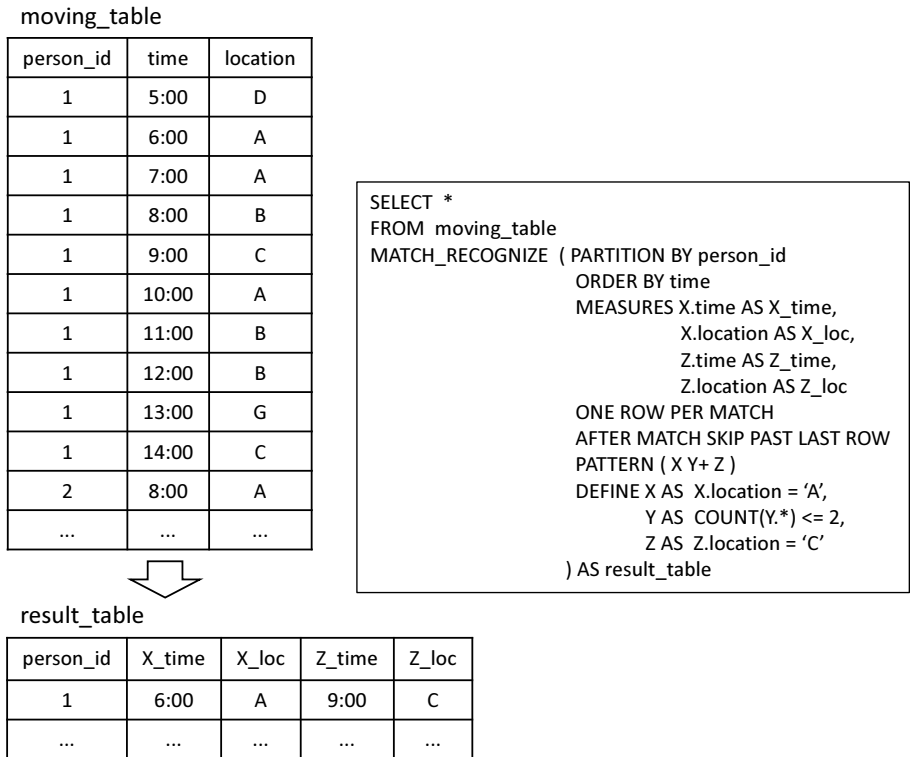 moving_table
person_id time location
1 5:00 D
1 6:00 A
1 7:00 A
1 8:00 B
1 9:00 C
1 10:00 A
1 11:00 B
1 12:00 B
1 13:00 G
1 14:00 C
2 8:00 A
... ... ...
SELECT *
FROM moving_table
MATCH_RECOGNIZE ( PARTITION BY person_id
ORDER BY time
MEASURES X.time AS X_time,
X.location AS X_loc,
Z.time AS Z_time,
Z.location AS Z_loc
ONE ROW PER MATCH
AFTER MATCH SKIP PAST LAST ROW
PATTERN ( X Y+ Z )
DEFINE X AS X.location = ‘A’,
Y AS COUNT(Y.*) <= 2,
Z AS Z.location = ‘C’
) AS result_table
result_table
person_id X_time X_loc Z_time Z_loc
1 6:00 A 9:00 C
... ... ... ... ...